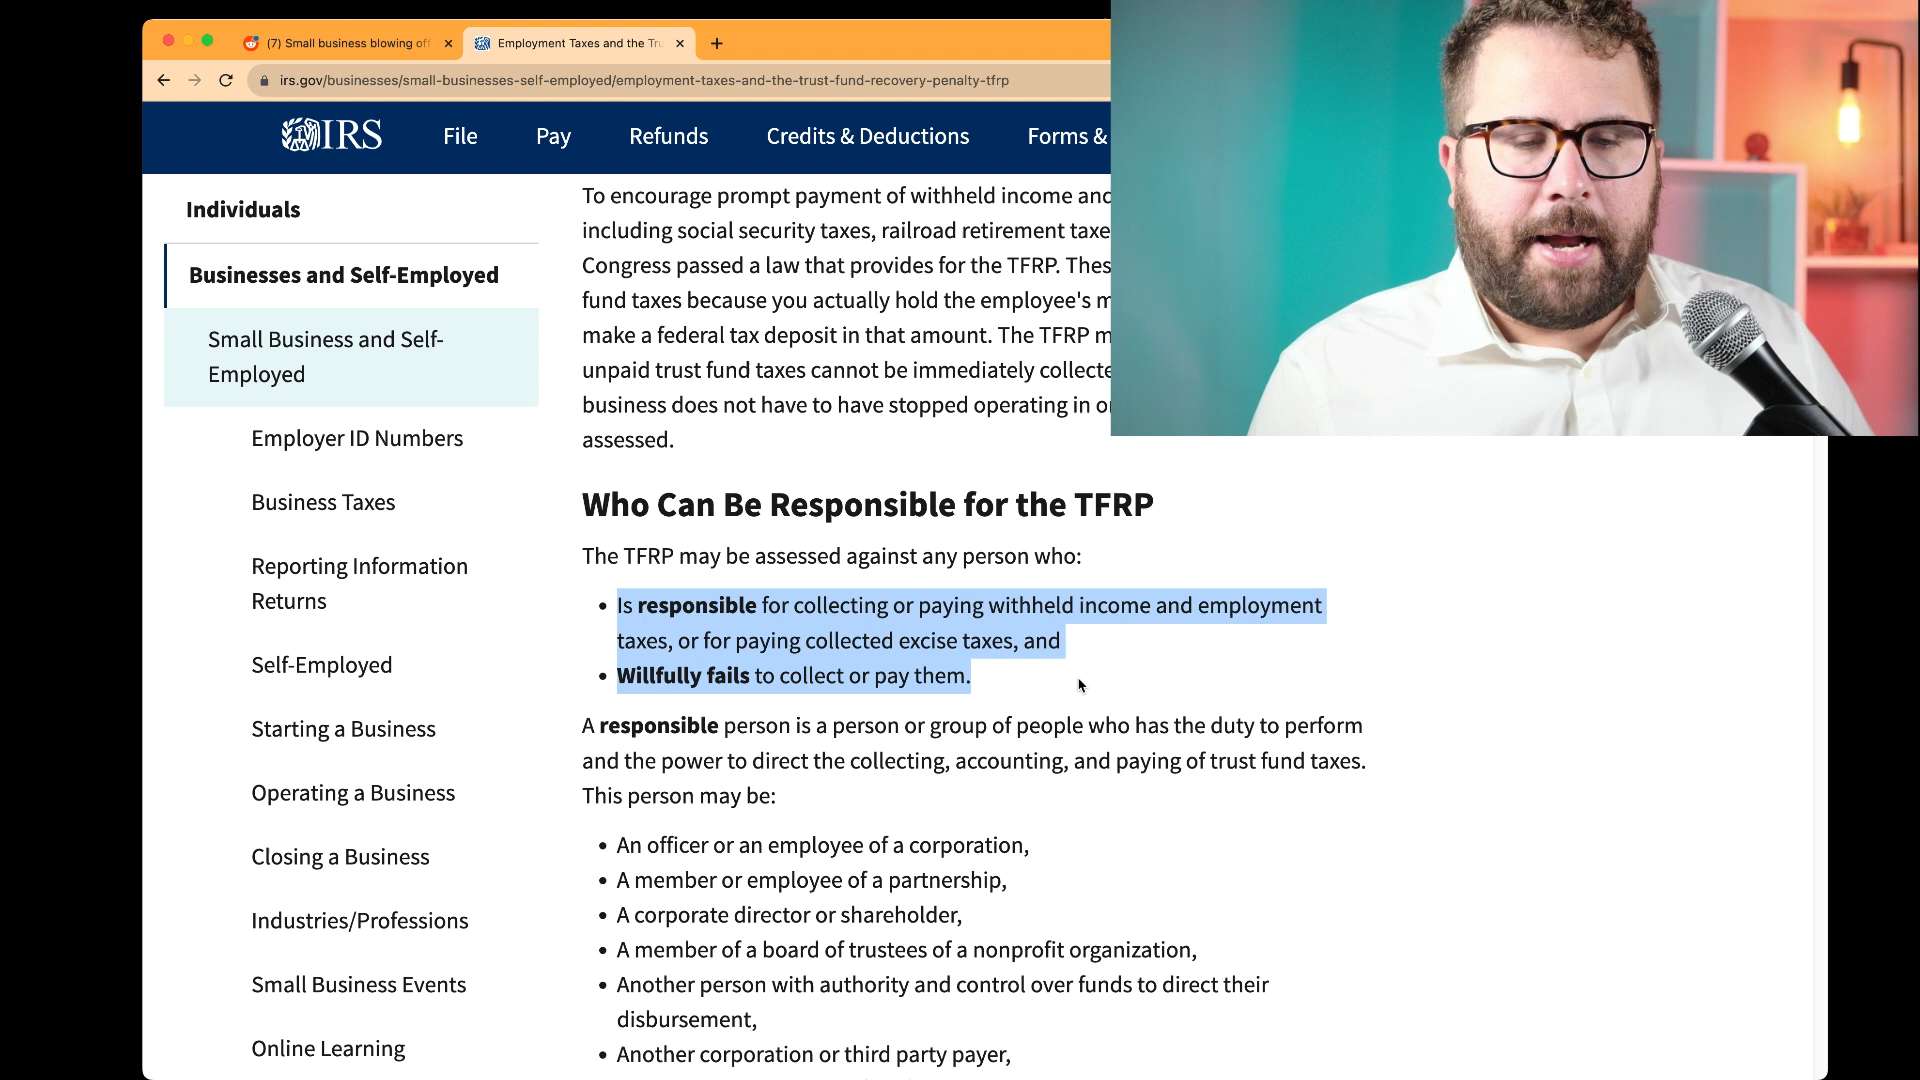 (7) Small business blowing off
Employment Taxes and the Tru
irs.gov/businesses/small-businesses-self-employed/employment-taxes-and-the-trust-fund-recovery-penalty-tfrp
IRS
File
Pay
Refunds
Credits & Deductions
Forms &
Individuals
Businesses and Self-Employed
Small Business and Self-
Employed
Employer ID Numbers
Business Taxes
Reporting Information
Returns
Self-Employed
Starting a Business
Operating a Business
Closing a Business
Industries/Professions
Small Business Events
Online Learning
To encourage prompt payment of withheld income and
including social security taxes, railroad retirement taxe
Congress passed a law that provides for the TFRP. Thes
fund taxes because you actually hold the employee's m
make a federal tax deposit in that amount. The TFRP m
unpaid trust fund taxes cannot be immediately collecte
business does not have to have stopped operating in o
assessed.
Who Can Be Responsible for the TFRP
The TFRP may be assessed against any person who:
• Is responsible for collecting or paying withheld income and employment
taxes, or for paying collected excise taxes, and
• Willfully fails to collect or pay them.
A responsible person is a person or group of people who has the duty to perform
and the power to direct the collecting, accounting, and paying of trust fund taxes.
This person may be:
• An officer or an employee of a corporation,
• A member or employee of a partnership,
• A corporate director or shareholder,
• A member of a board of trustees of a nonprofit organization,
• Another person with authority and control over funds to direct their
disbursement,
• Another corporation or third party payer,